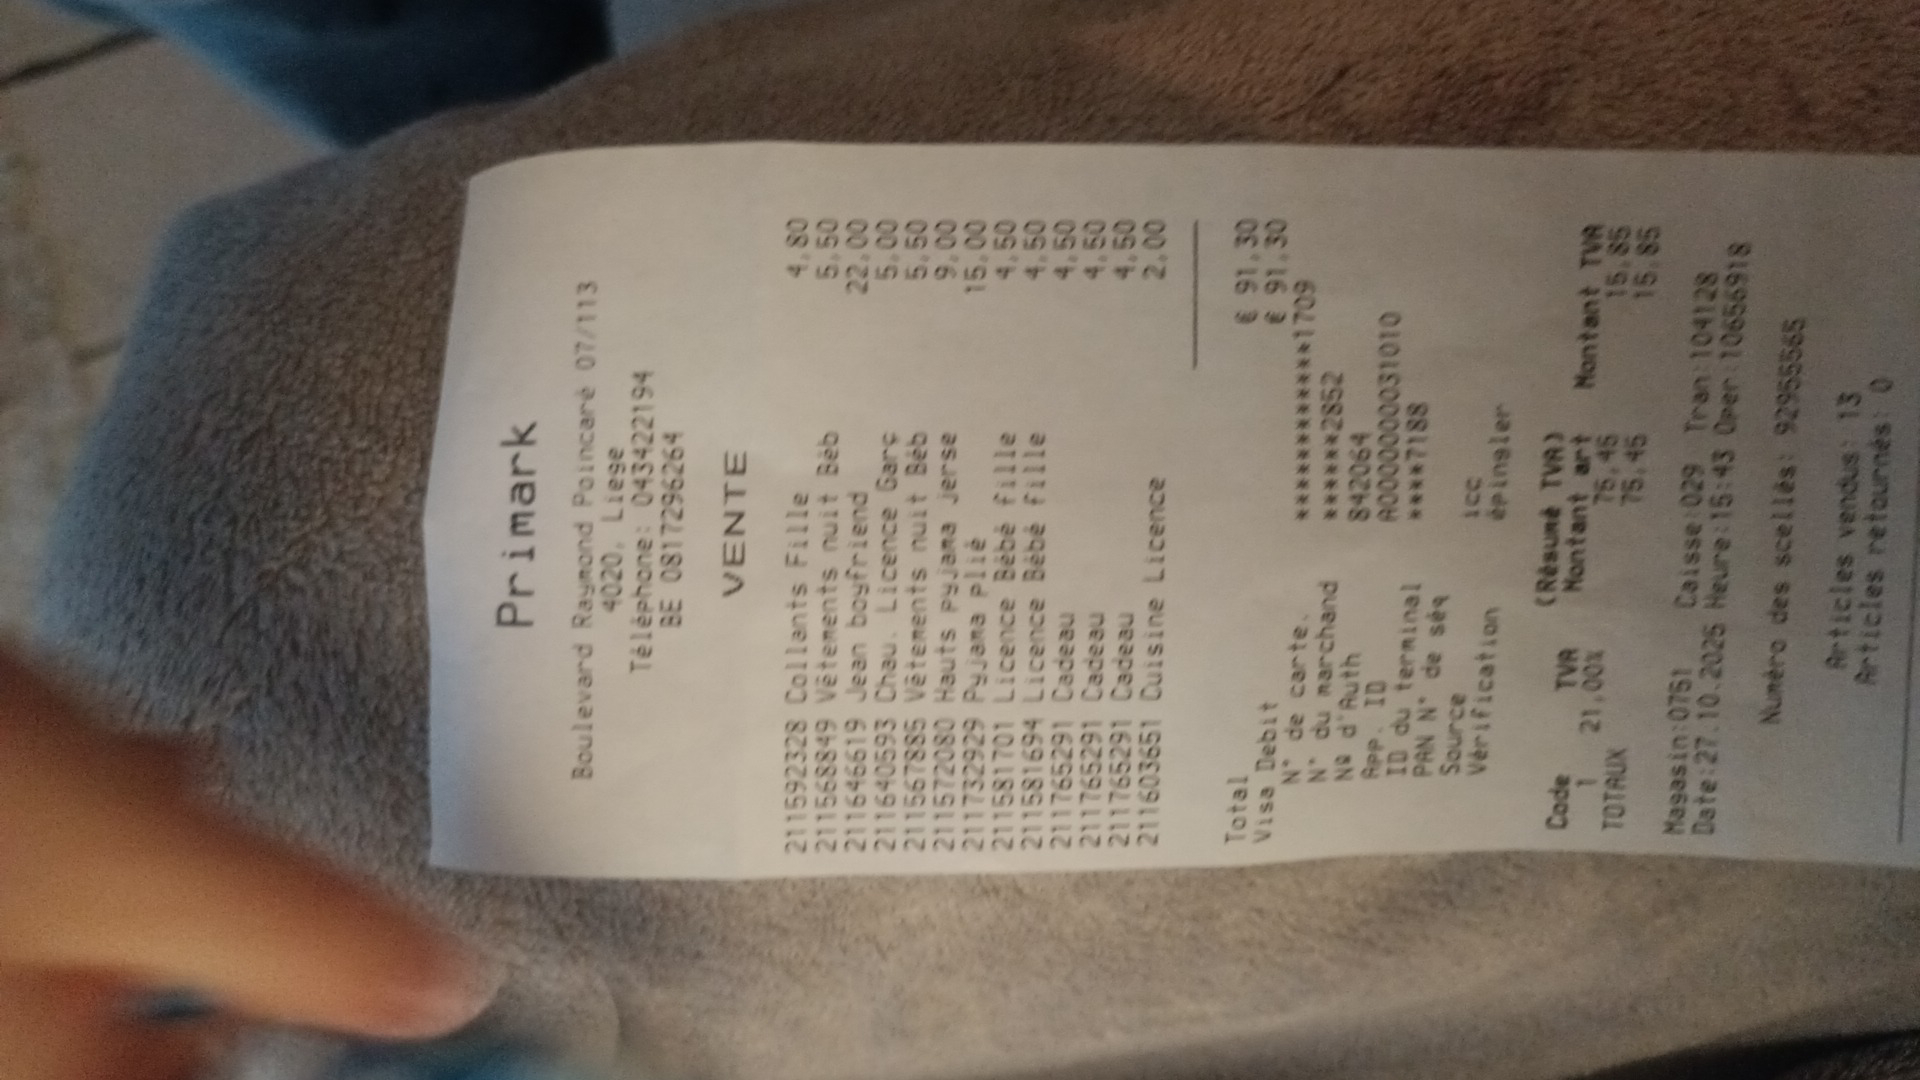 Primark
Boulevard Raymond Poincaré 07/113
4020, Liege
Téléphone: 043422194
BE 0817296264
VENTE
211592328 Collants Fille 4,80
211568849 Vêtements nuit Béb 5,50
211646619 Jean boyfriend 22,00
211640593 Chau. Licence Garç 5,00
211567885 Vêtements nuit Béb 5,50
211572080 Hauts pyjama jerse 9,00
211732929 Pyjama plié 15,00
211581701 Licence Bébé fille 4,50
211581694 Licence Bébé fille 4,50
211765291 Cadeau 4,50
211765291 Cadeau 4,50
211765291 Cadeau 4,50
211603651 Cuisine Licence 2,00
Total € 91,30
Visa Debit € 91,30
N° de carte. ************1709
N° du marchand ******2852
Nº d'Auth 842064
App. ID A0000000031010
ID du terminal ****7188
PAN N° de séq
Source icc
Vérification épingler
(Résumé TVA)
Code TVA Montant art Montant TVA
1 21,00% 75,45 15,85
TOTAUX 75,45 15,85
Magasin:0751 Caisse:029 Tran:104128
Date:27.10.2025 Heure:15:43 Oper:10656918
Numéro des scellés: 92955565
Articles vendus: 13
Articles retournés: 0